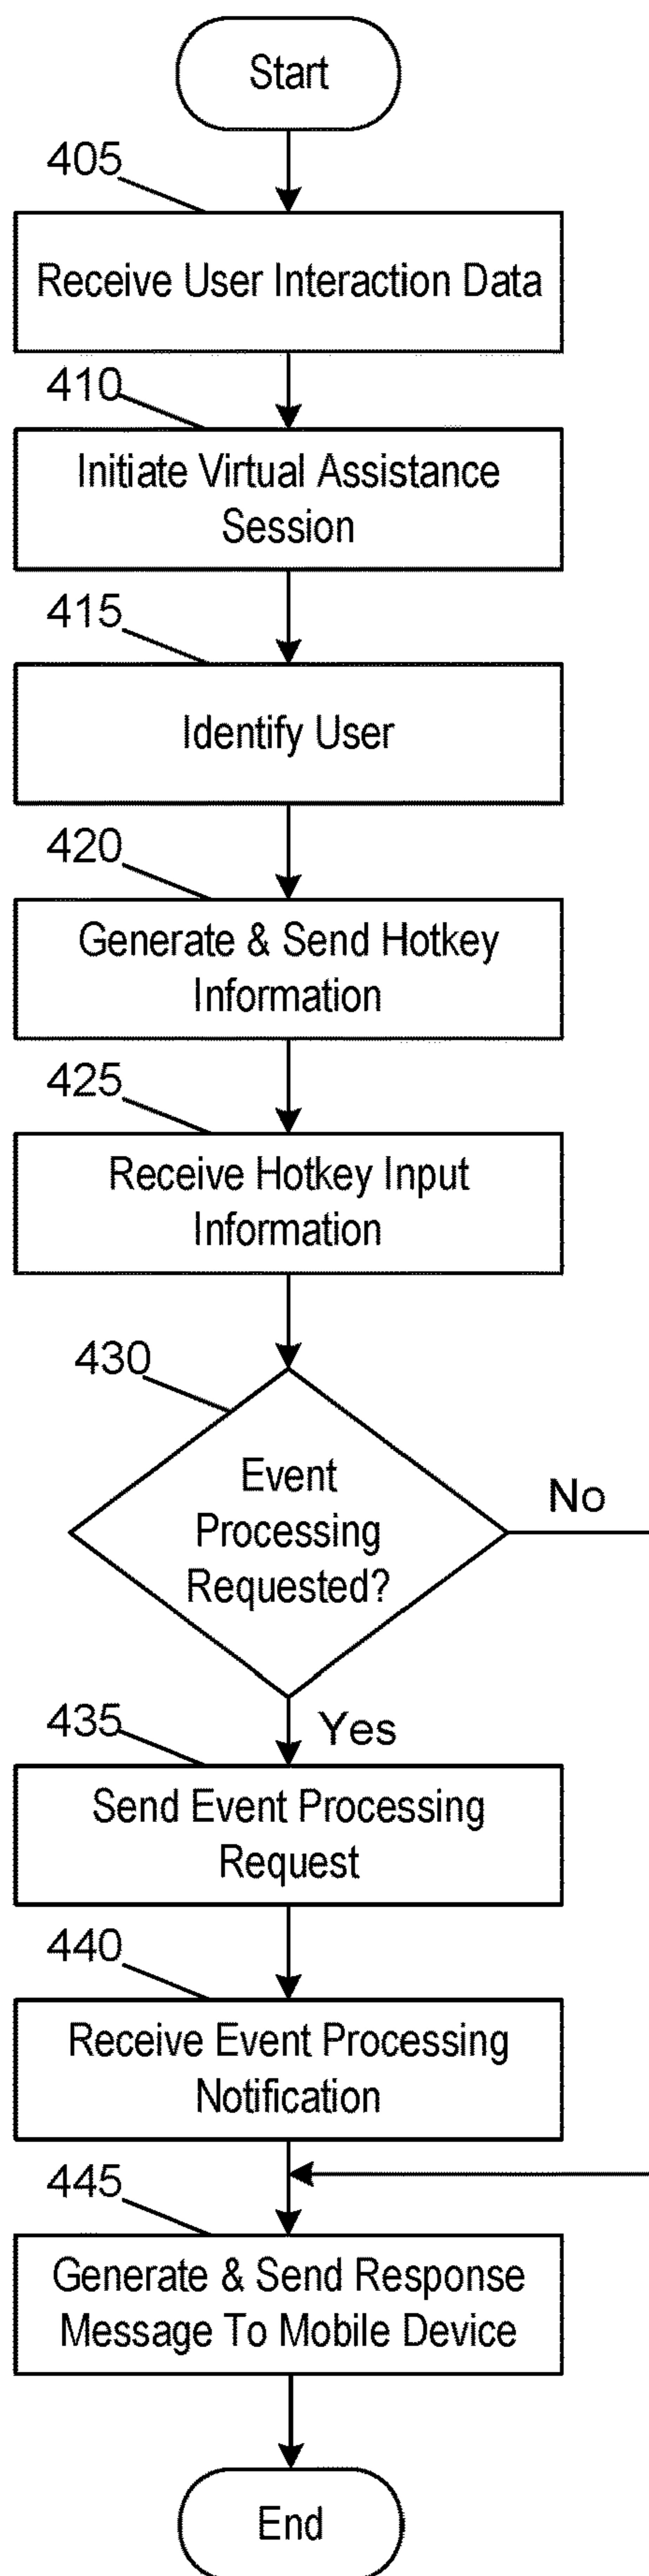 Start
405
Receive User Interaction Data
410
Initiate Virtual Assistance
Session
415
Identify User
420
Generate & Send Hotkey
Information
425
Receive Hotkey Input
Information
430
Event
Processing
Requested?
No
Yes
435
Send Event Processing
Request
440
Receive Event Processing
Notification
445
Generate & Send Response
Message To Mobile Device
End